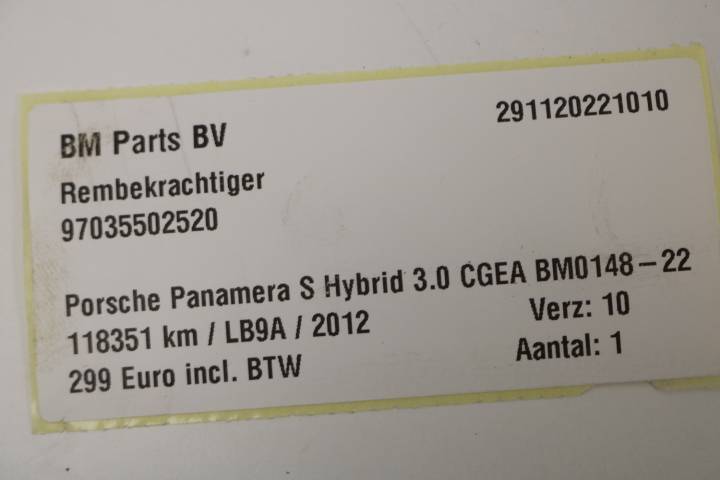 BM Parts BV
291120221010
Rembekrachtiger
97035502520
Porsche Panamera S Hybrid 3.0 CGEA BM0148-22
118351 km / LB9A / 2012
Verz: 10
299 Euro incl. BTW
Aantal: 1